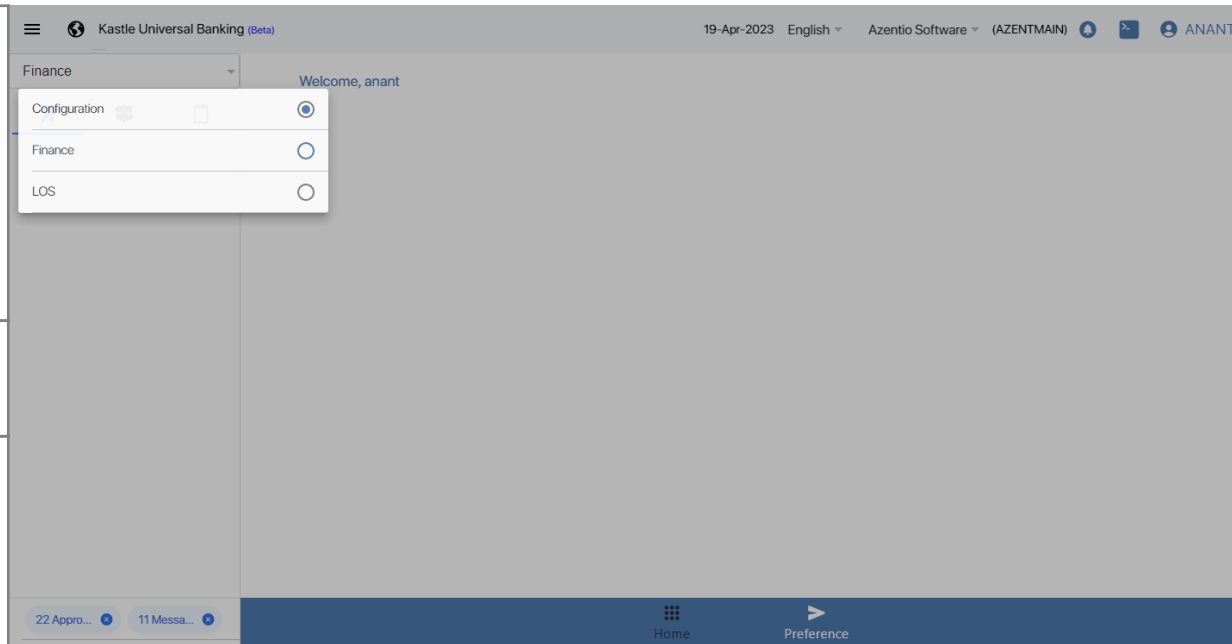 Kastle Universal Banking (Beta) 19-Apr-2023 English Azentio Software (AZENTMAIN) ANANT
Finance
Welcome, anant
Configuration
Finance
LOS
22 Appro... 11 Messa...
Home Preference